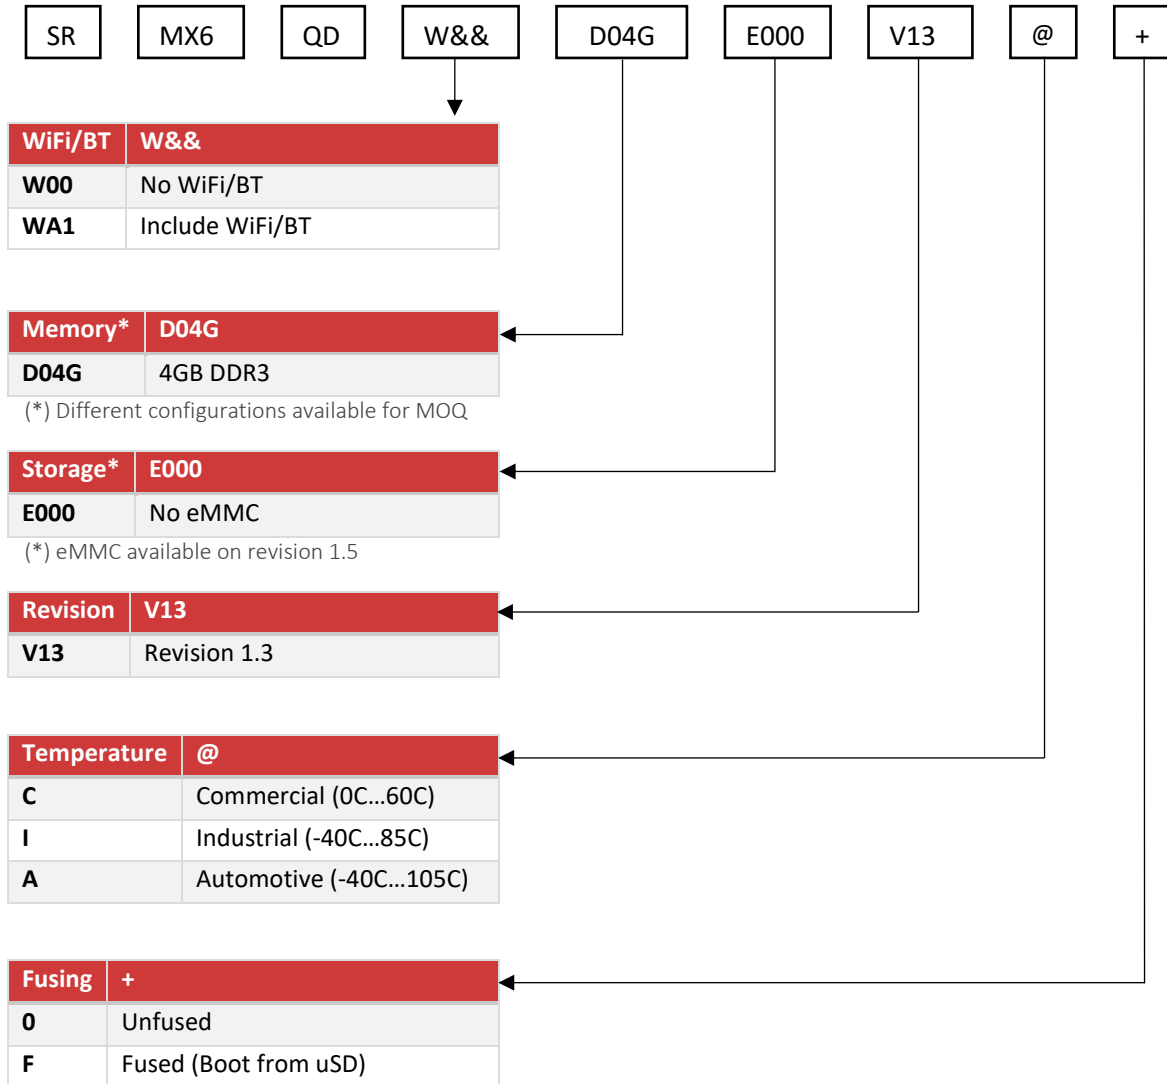 SR MX6 QD W&& D04G E000 V13 @ +
WiFi/BT W&&
W00 No WiFi/BT
WA1 Include WiFi/BT
Memory* D04G
D04G 4GB DDR3
(*) Different configurations available for MOQ
Storage* E000
E000 No eMMC
(*) eMMC available on revision 1.5
Revision V13
V13 Revision 1.3
Temperature @
C Commercial (0C...60C)
I Industrial (-40C...85C)
A Automotive (-40C...105C)
Fusing +
0 Unfused
F Fused (Boot from uSD)